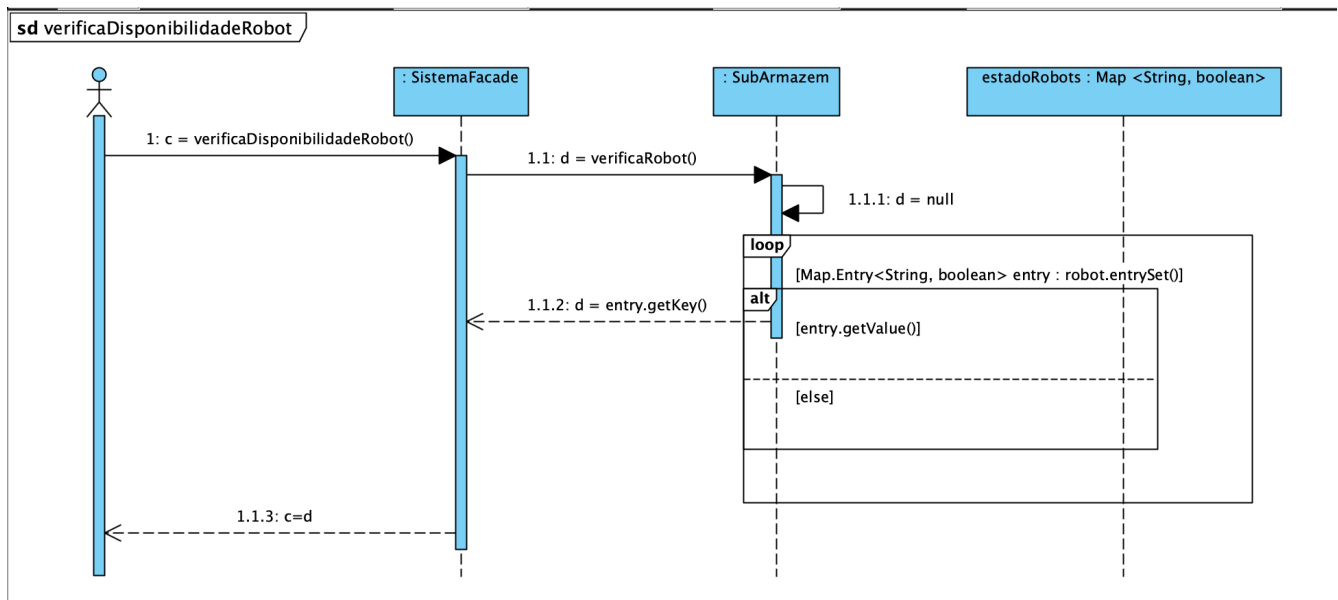 sd verificaDisponibilidadeRobot
: SistemaFacade
: SubArmazem
estadoRobots : Map <String, boolean>
1: c = verificaDisponibilidadeRobot()
1.1: d = verificaRobot()
1.1.1: d = null
loop
[Map.Entry<String, boolean> entry : robot.entrySet()]
alt
1.1.2: d = entry.getKey()
[entry.getValue()]
[else]
1.1.3: c=d